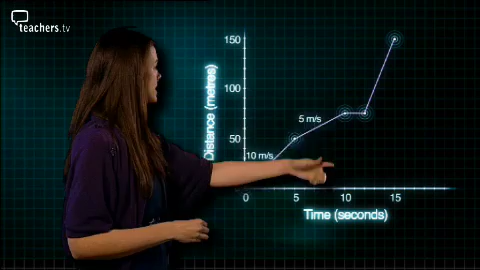 teachers.tv
Distance (metres)
150
100
50
5 m/s
10 m/s
0 5 10 15
Time (seconds)